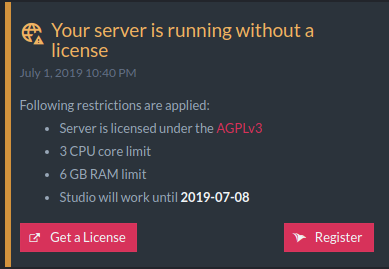 Your server is running without a
license
July 1, 2019 10:40 PM
Following restrictions are applied:
• Server is licensed under the AGPLv3
• 3 CPU core limit
• 6 GB RAM limit
• Studio will work until 2019-07-08
Get a License
Register